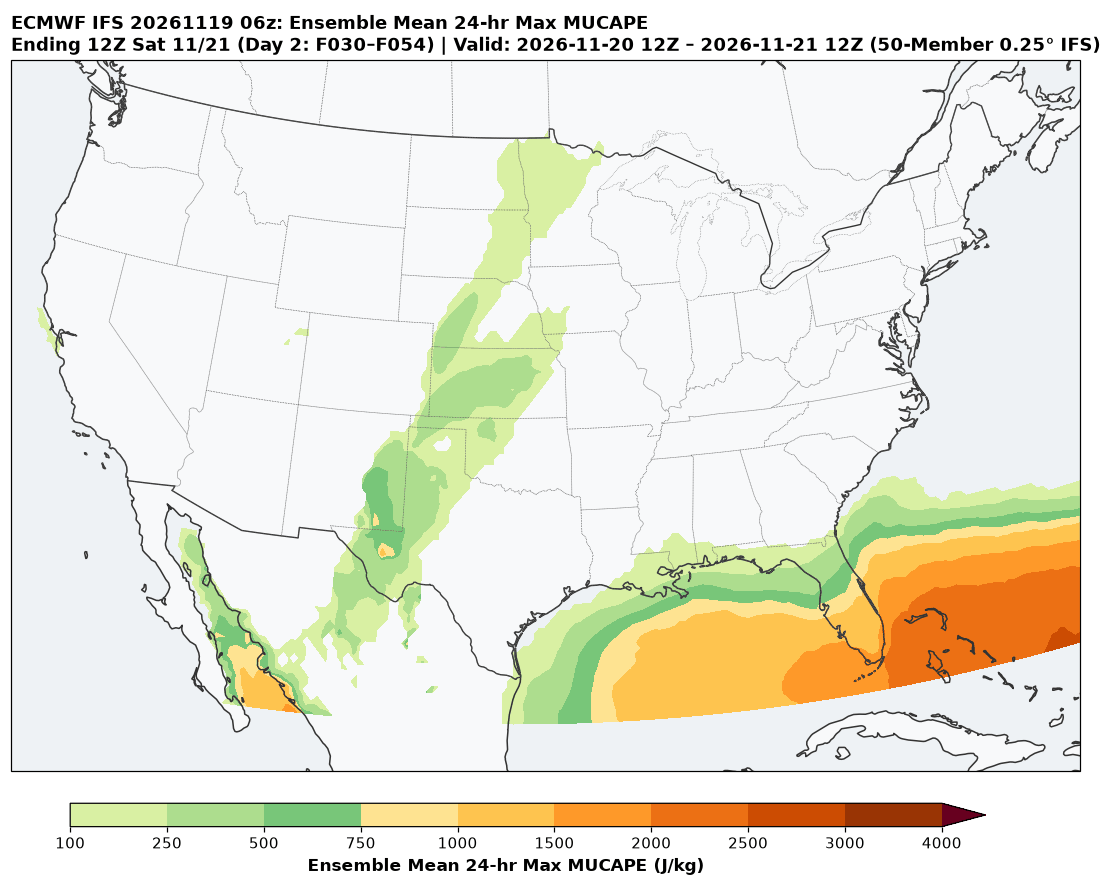 ECMWF IFS 20261119 06z: Ensemble Mean 24-hr Max MUCAPE
Ending 12Z Sat 11/21 (Day 2: F030–F054) | Valid: 2026-11-20 12Z – 2026-11-21 12Z (50-Member 0.25° IFS)
100 250 500 750 1000 1500 2000 2500 3000 4000
Ensemble Mean 24-hr Max MUCAPE (J/kg)